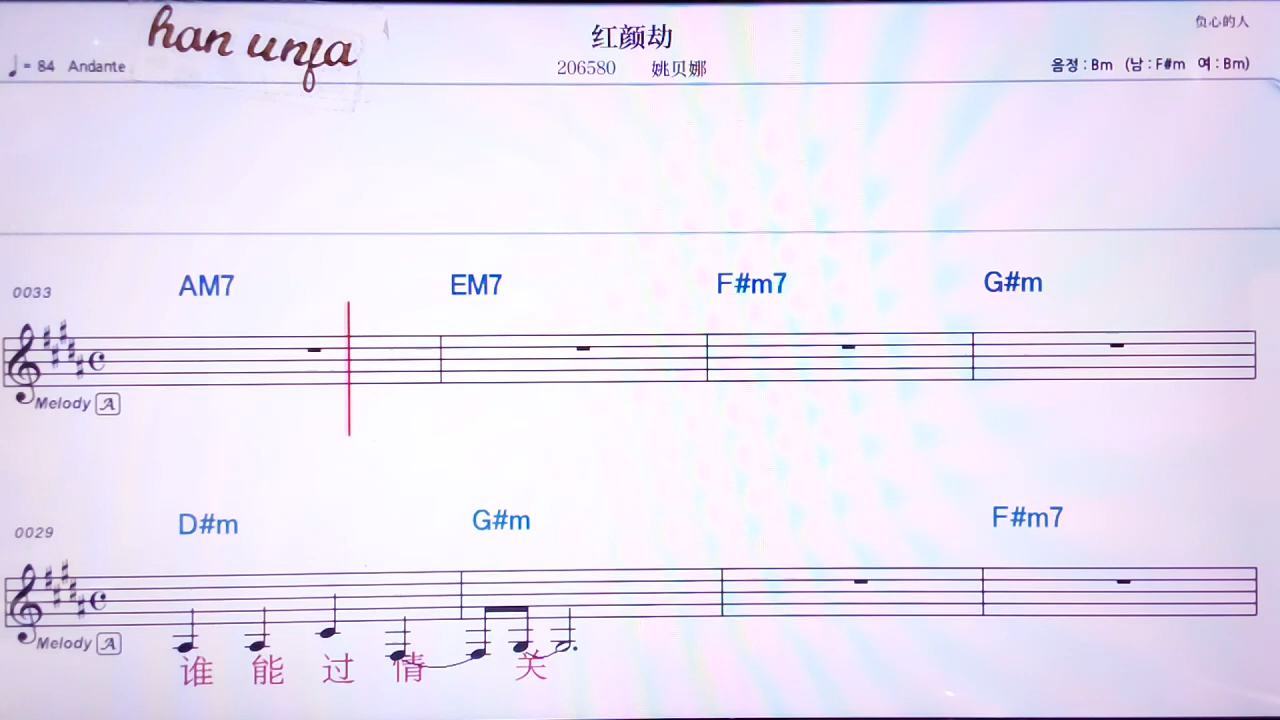 han unfa
红颜劫
负心的人
♩= 84 Andante
206580 姚贝娜
음정 : Bm (남 : F#m 여 : Bm)
AM7 EM7 F#m7 G#m
0033
Melody A
D#m G#m F#m7
0029
Melody A
谁 能 过 情 关